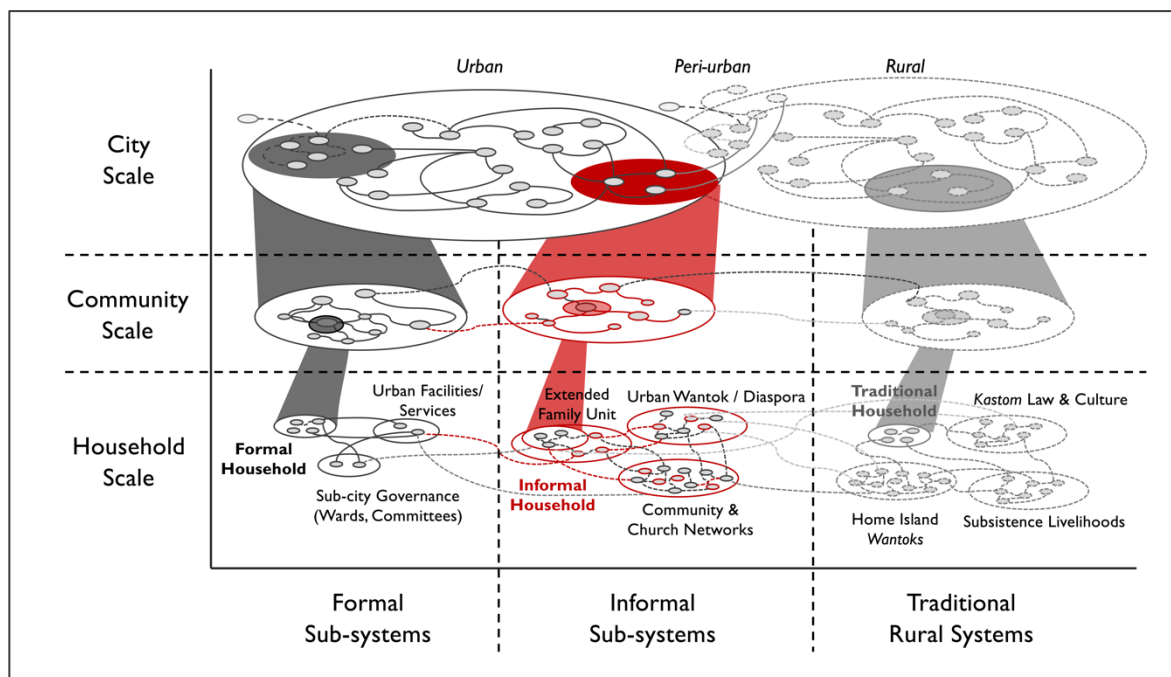 Urban
Peri-urban
Rural
City
Scale
Community
Scale
Household
Scale
Urban Facilities/
Services
Formal
Household
Sub-city Governance
(Wards, Committees)
Extended
Family Unit
Urban Wantok / Diaspora
Informal
Household
Community &
Church Networks
Traditional
Household
Kastom Law & Culture
Home Island
Wantoks
Subsistence Livelihoods
Formal
Sub-systems
Informal
Sub-systems
Traditional
Rural Systems